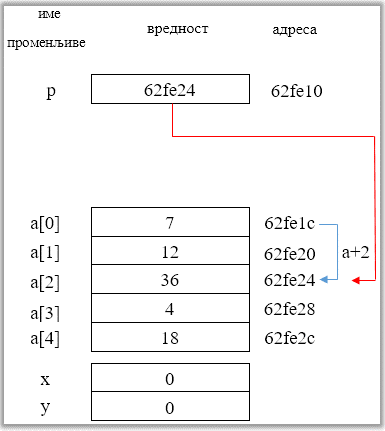 име
променљиве
вредност
адреса
p
62fe24
62fe10
a[0]
7
62fe1c
a[1]
12
62fe20
a+2
a[2]
36
62fe24
a[3]
4
62fe28
a[4]
18
62fe2c
x
0
y
0